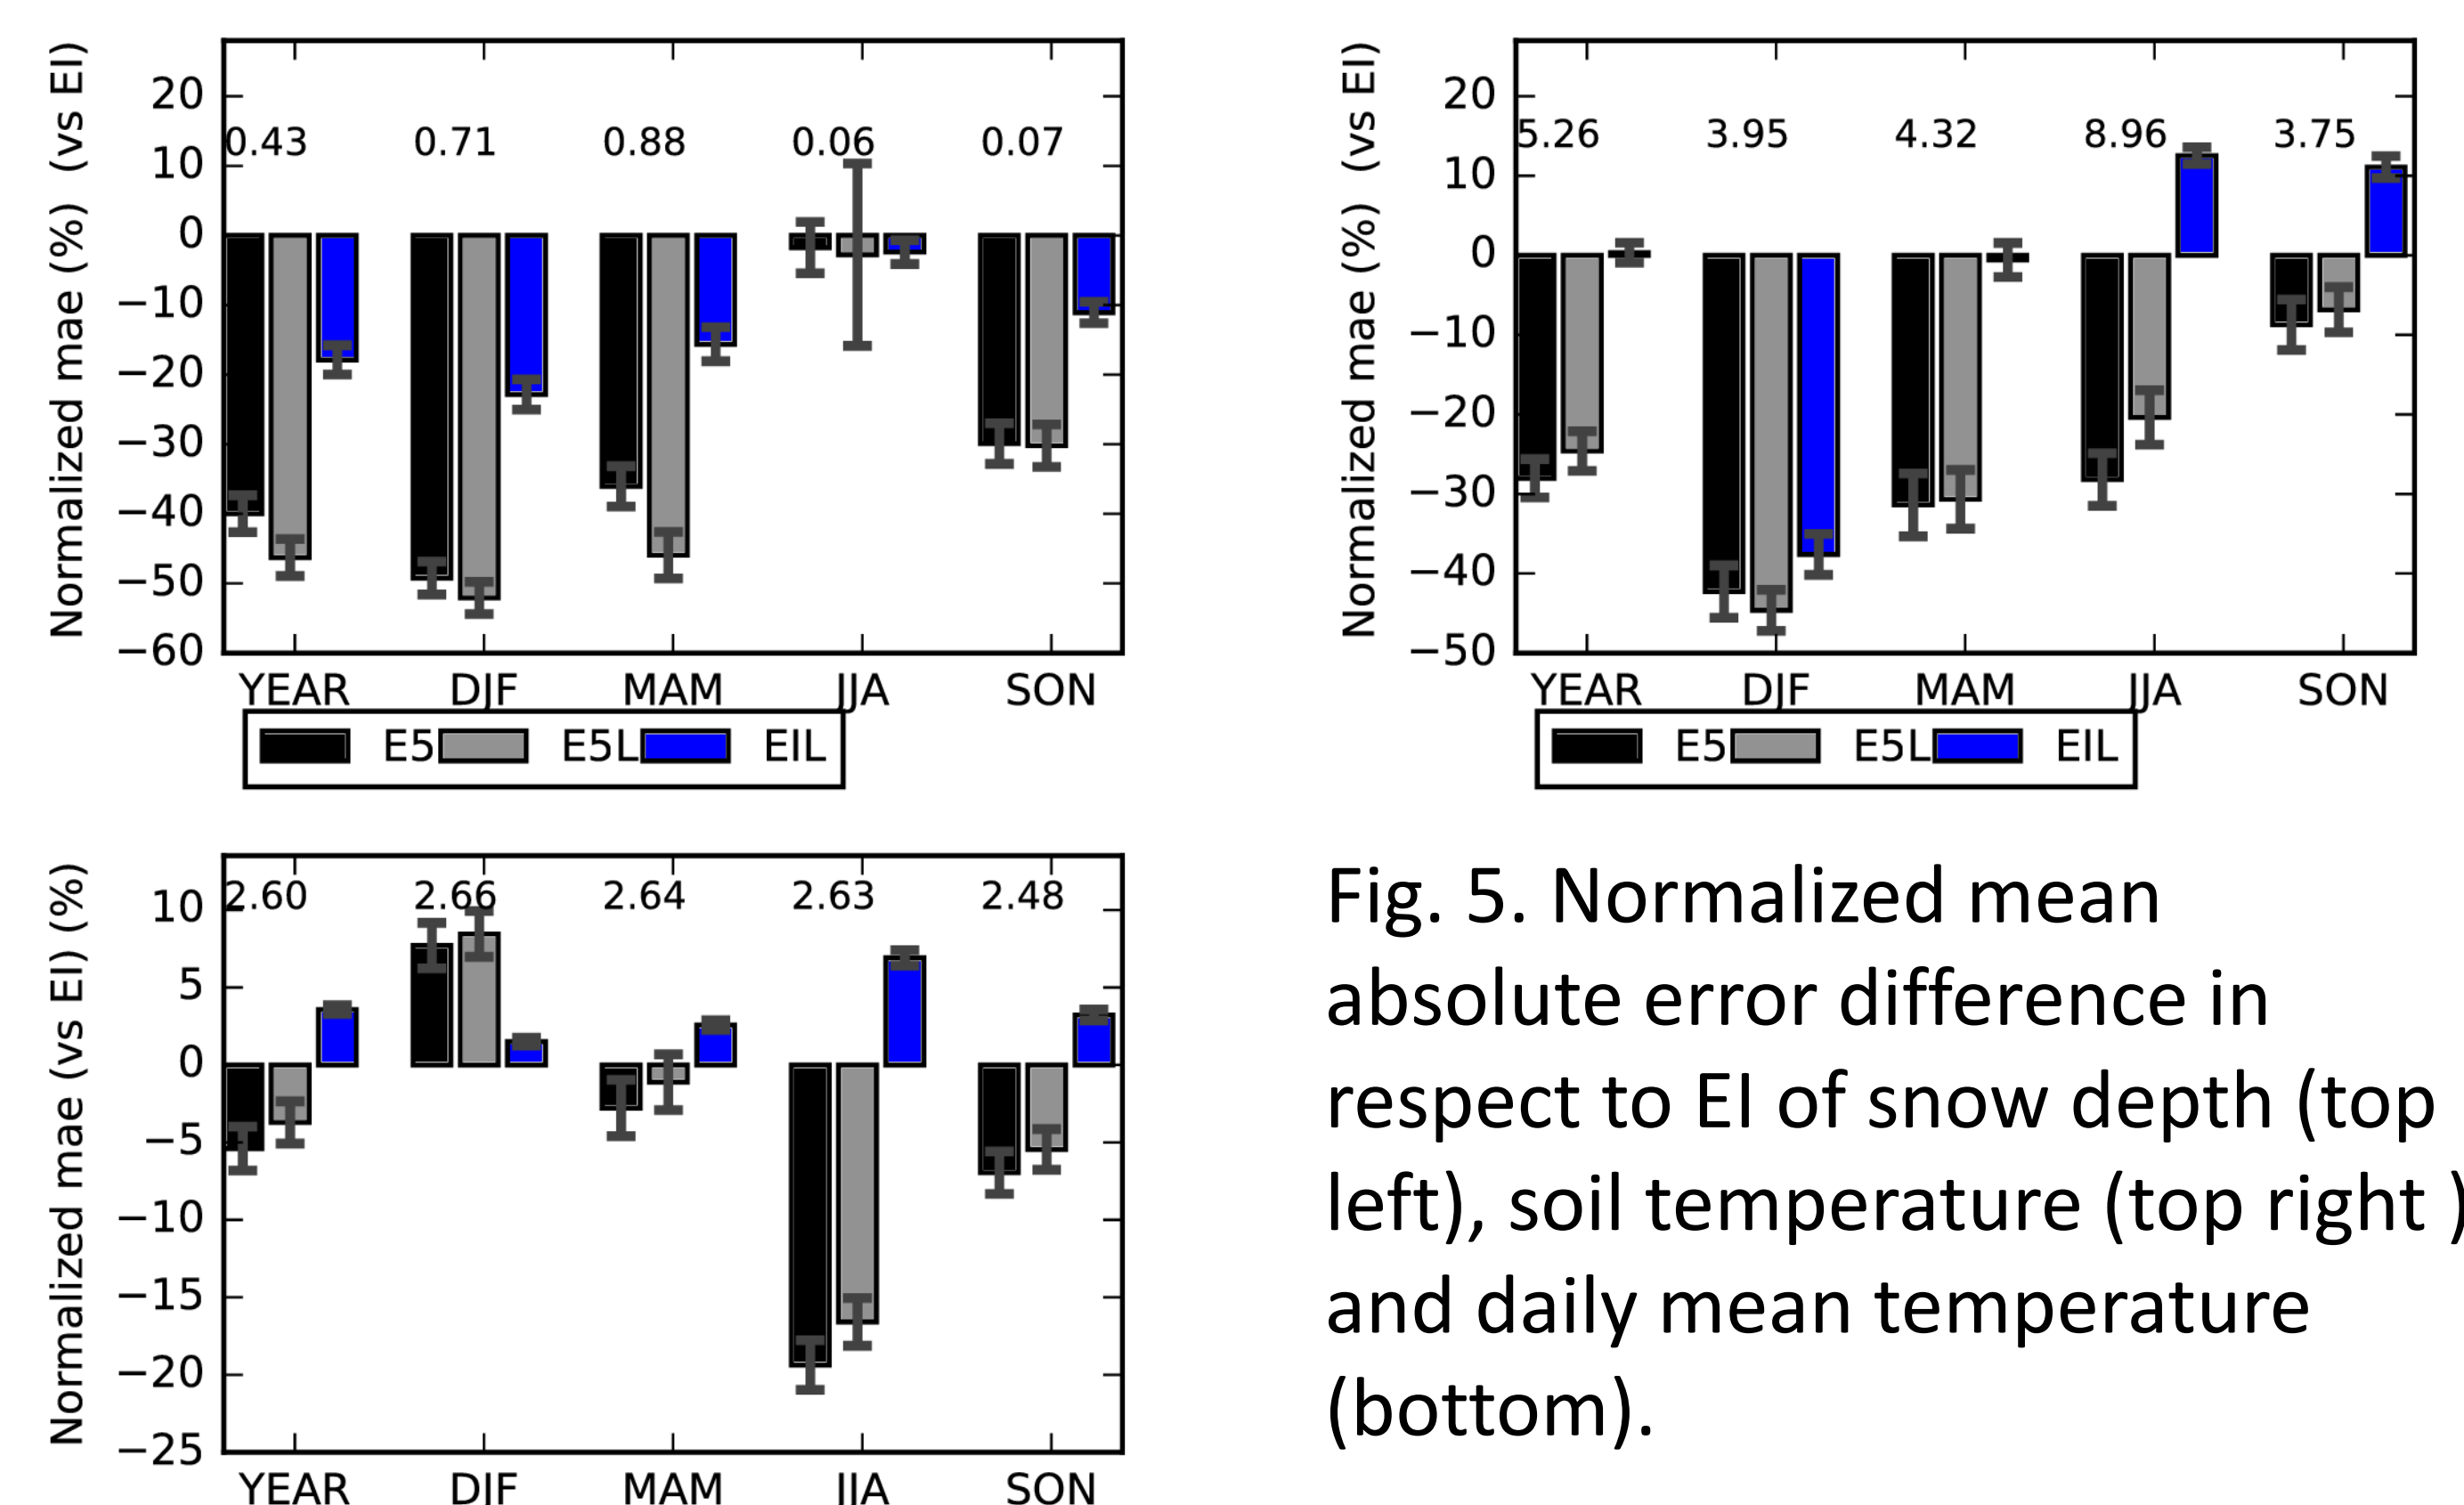 Normalized mae (%) (vs EI)
20
10
0
−10
−20
−30
−40
−50
−60
0.43 0.71 0.88 0.06 0.07
YEAR DJF MAM JJA SON
E5 E5L EIL
Normalized mae (%) (vs EI)
20
10
0
−10
−20
−30
−40
−50
5.26 3.95 4.32 8.96 3.75
YEAR DJF MAM JJA SON
E5 E5L EIL
Normalized mae (vs EI) (%)
10
5
0
−5
−10
−15
−20
−25
2.60 2.66 2.64 2.63 2.48
YEAR DJF MAM JJA SON
Fig. 5. Normalized mean
absolute error difference in
respect to EI of snow depth (top
left), soil temperature (top right )
and daily mean temperature
(bottom).